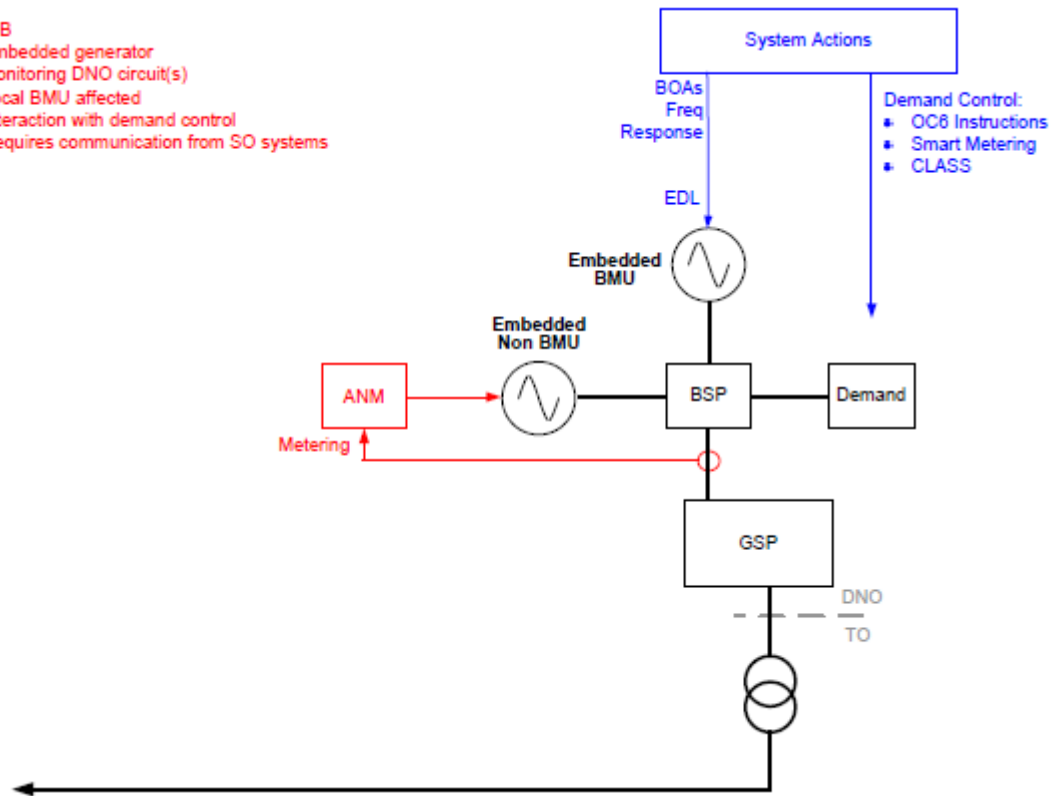 B
mbedded generator
onitoring DNO circuit(s)
ocal BMU affected
teraction with demand control
equires communication from SO systems
System Actions
BOAs
Freq
Response
Demand Control:
OC6 Instructions
Smart Metering
CLASS
EDL
Embedded
BMU
Embedded
Non BMU
ANM
BSP
Demand
Metering
GSP
DNO
TO